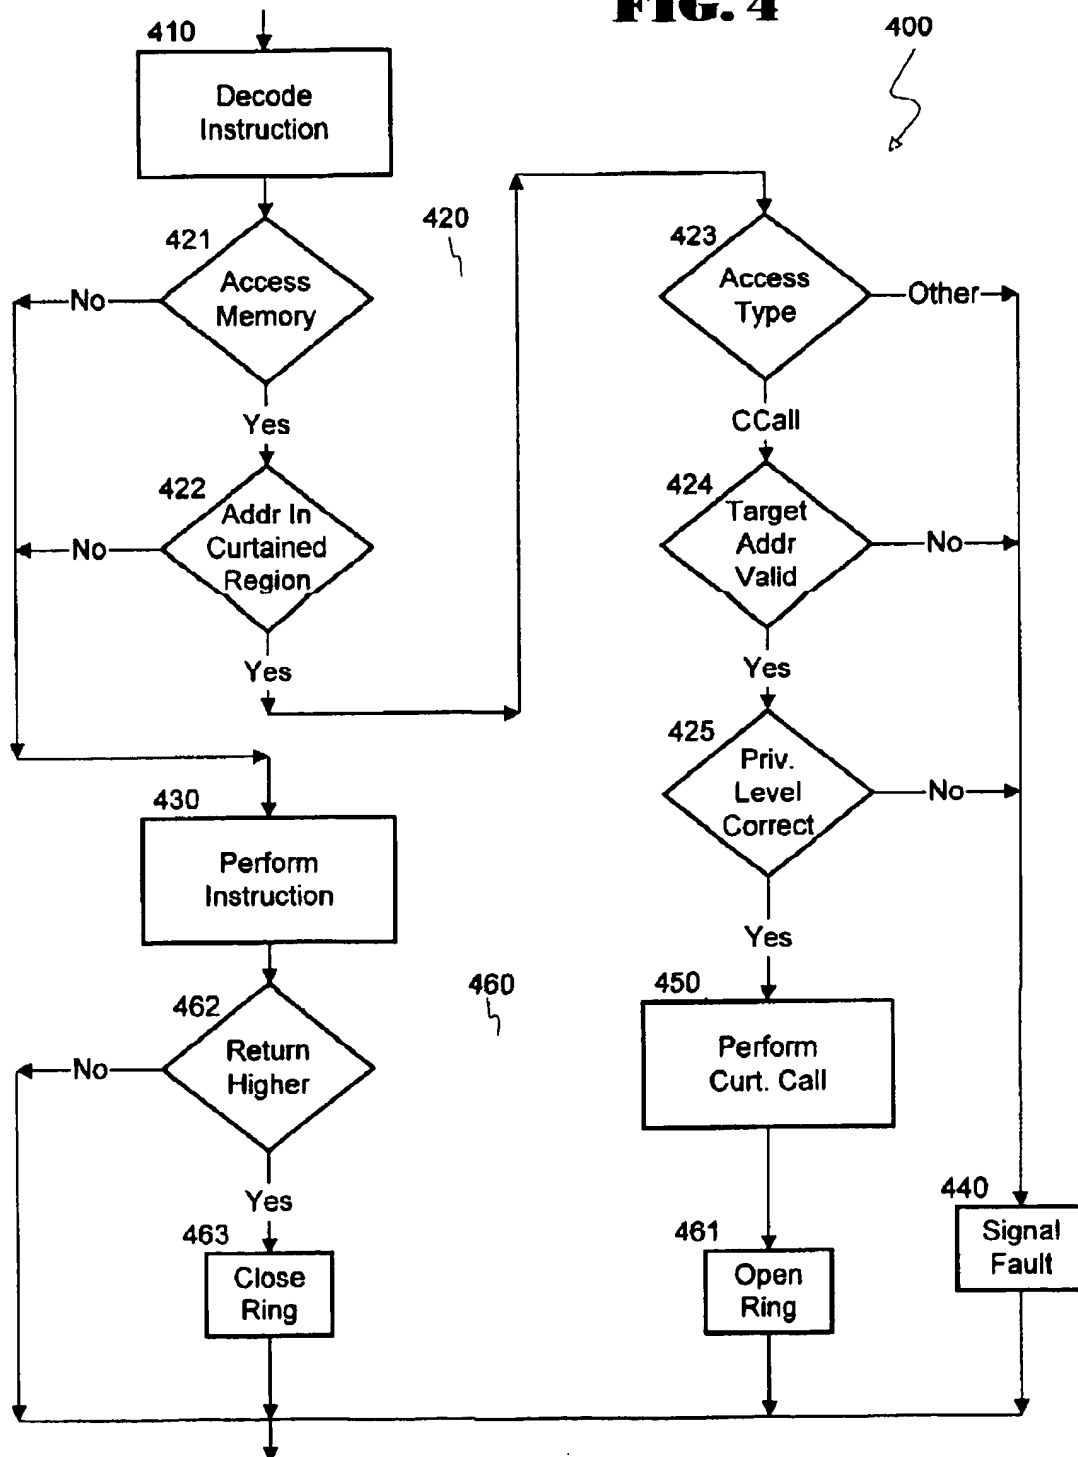 FIG. 4
400
410
Decode
Instruction
420
421
Access
Memory
No
Yes
422
Addr In
Curtained
Region
No
Yes
423
Access
Type
Other
CCall
424
Target
Addr
Valid
No
Yes
425
Priv.
Level
Correct
No
Yes
430
Perform
Instruction
460
462
Return
Higher
No
Yes
463
Close
Ring
450
Perform
Curt. Call
461
Open
Ring
440
Signal
Fault